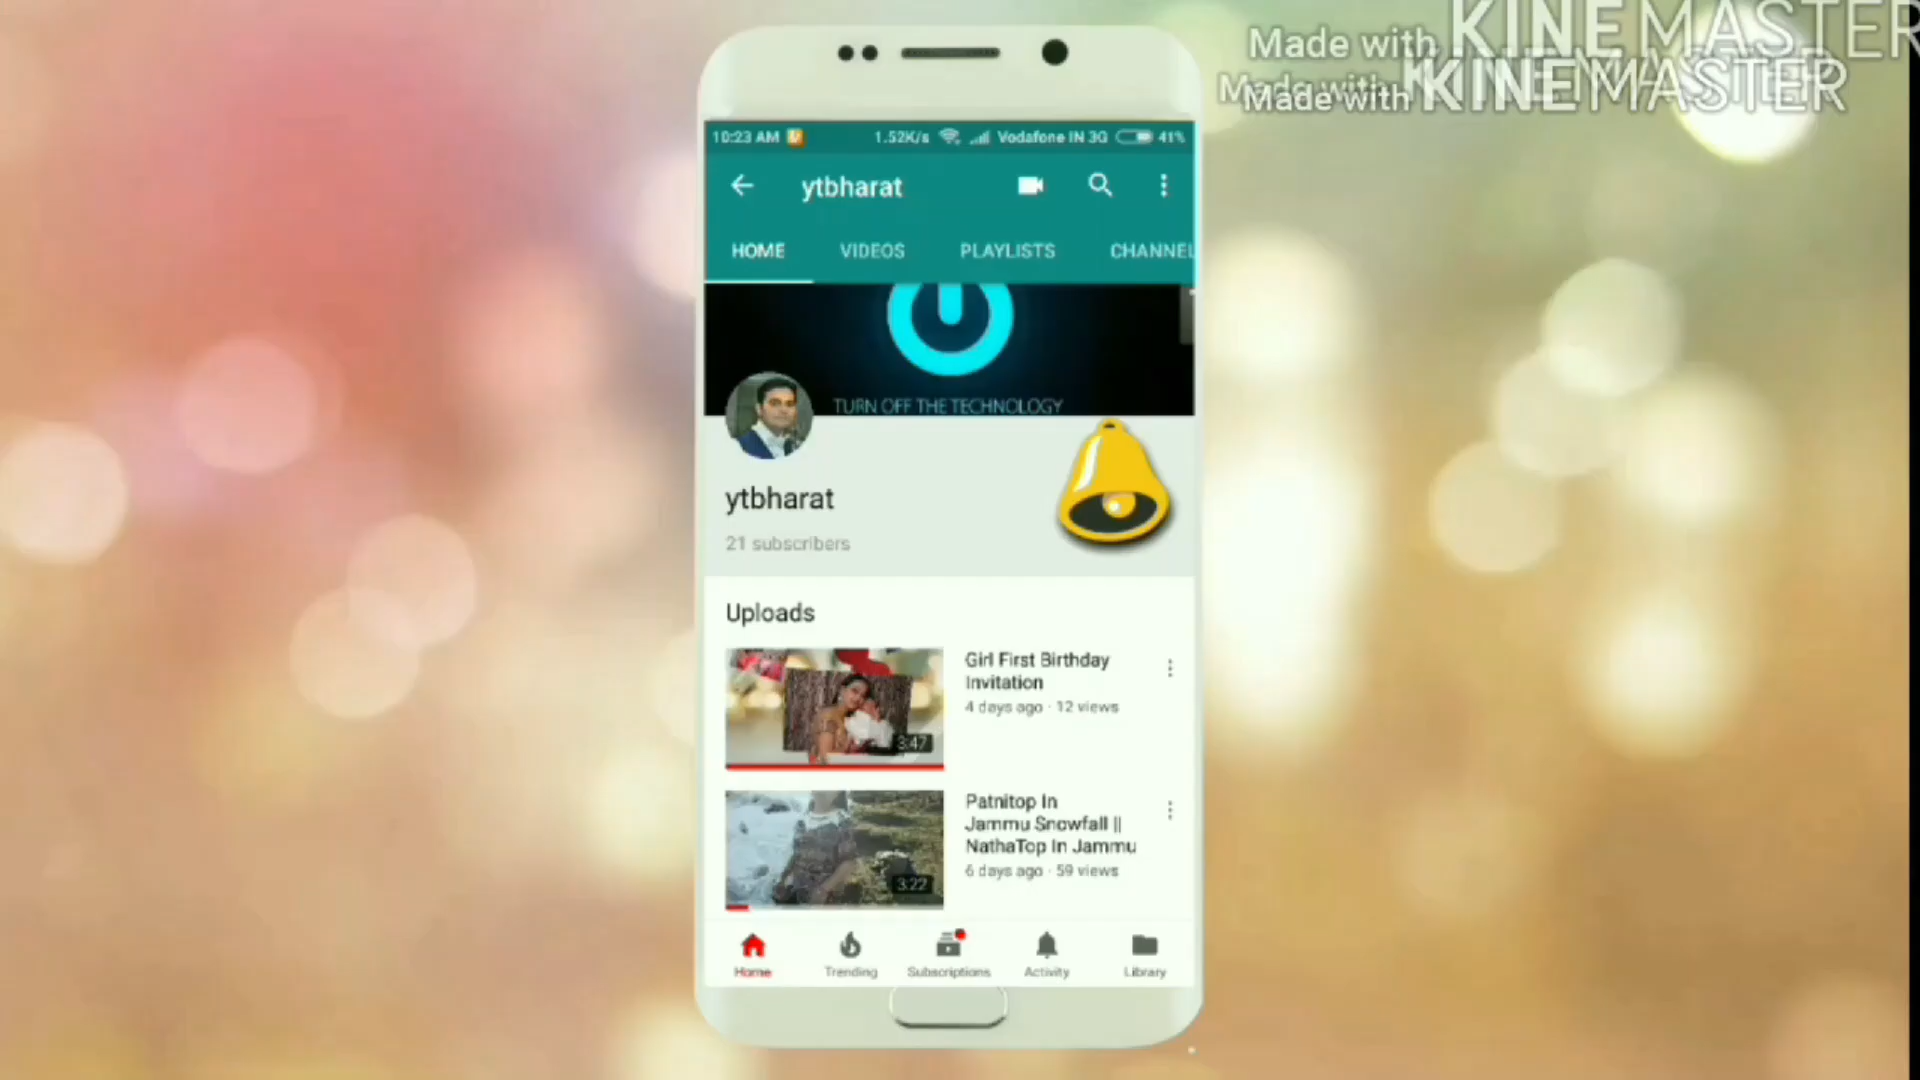 Made with KINEMASTER
Made with
Made with KINEMASTER
10:23 AM 1.52K/s Vodafone IN 3G 41%
ytbharat
HOME VIDEOS PLAYLISTS CHANNEL
TURN OFF THE TECHNOLOGY
ytbharat
21 subscribers
Uploads
Girl First Birthday
Invitation
4 days ago · 12 views
3:47
Patnitop In
Jammu Snowfall ||
NathaTop In Jammu
6 days ago · 59 views
3:22
Home Trending Subscriptions Activity Library